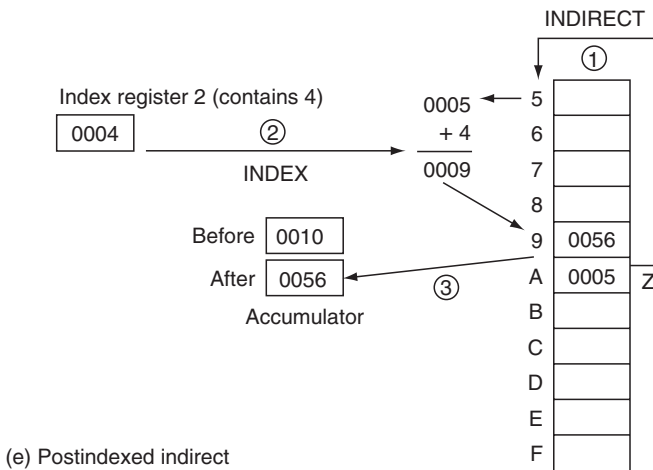 INDIRECT
①
Index register 2 (contains 4)
0004
②
INDEX
0005
+ 4
0009
5
6
7
8
9 0056
A 0005 Z
B
C
D
E
F
Before 0010
After 0056
③
Accumulator
(e) Postindexed indirect